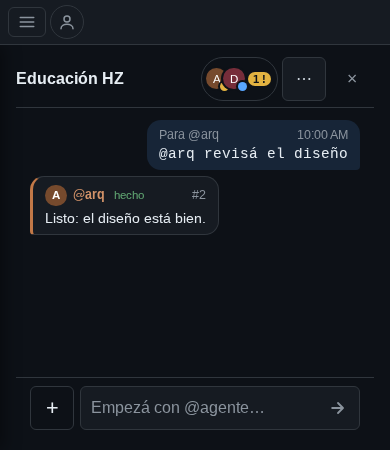 Educación HZ
A D 1!
Para @arq 10:00 AM
@arq revisá el diseño
A @arq hecho #2
Listo: el diseño está bien.
Empezá con @agente…